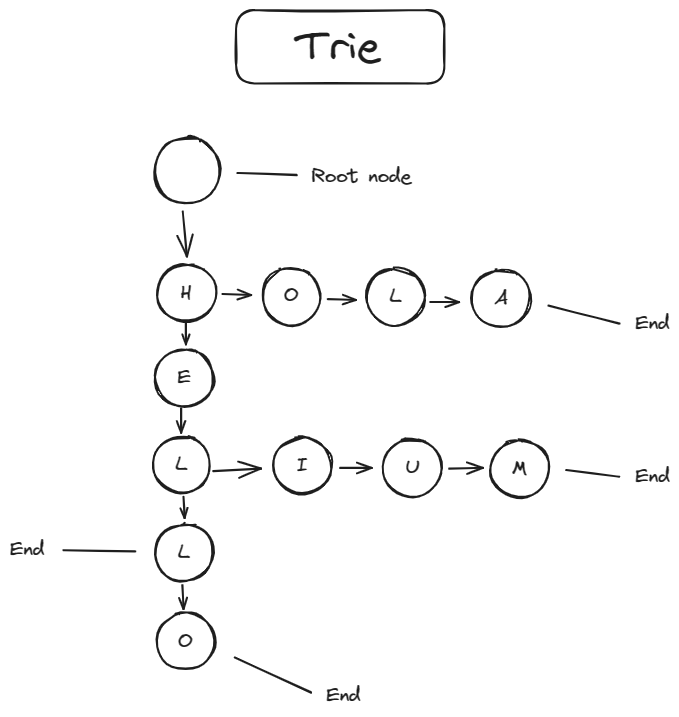 Trie
Root node
H O L A
End
E
L I U M
End
End L
O
End